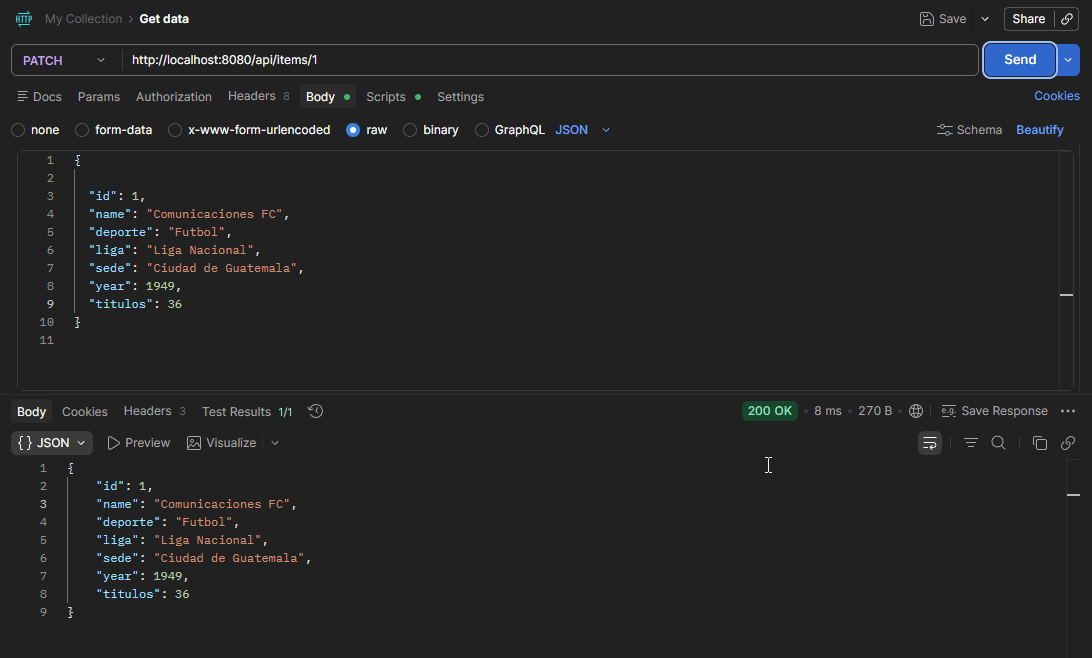 HTTP My Collection > Get data Save Share
PATCH http://localhost:8080/api/items/1 Send
Docs Params Authorization Headers 8 Body Scripts Settings Cookies
none form-data x-www-form-urlencoded raw binary GraphQL JSON Schema Beautify
1 {
2
3 "id": 1,
4 "name": "Comunicaciones FC",
5 "deporte": "Futbol",
6 "liga": "Liga Nacional",
7 "sede": "Ciudad de Guatemala",
8 "year": 1949,
9 "titulos": 36
10 }
11
Body Cookies Headers 3 Test Results 1/1 200 OK • 8 ms • 270 B • e.g. Save Response
{} JSON Preview Visualize
1 {
2 "id": 1,
3 "name": "Comunicaciones FC",
4 "deporte": "Futbol",
5 "liga": "Liga Nacional",
6 "sede": "Ciudad de Guatemala",
7 "year": 1949,
8 "titulos": 36
9 }